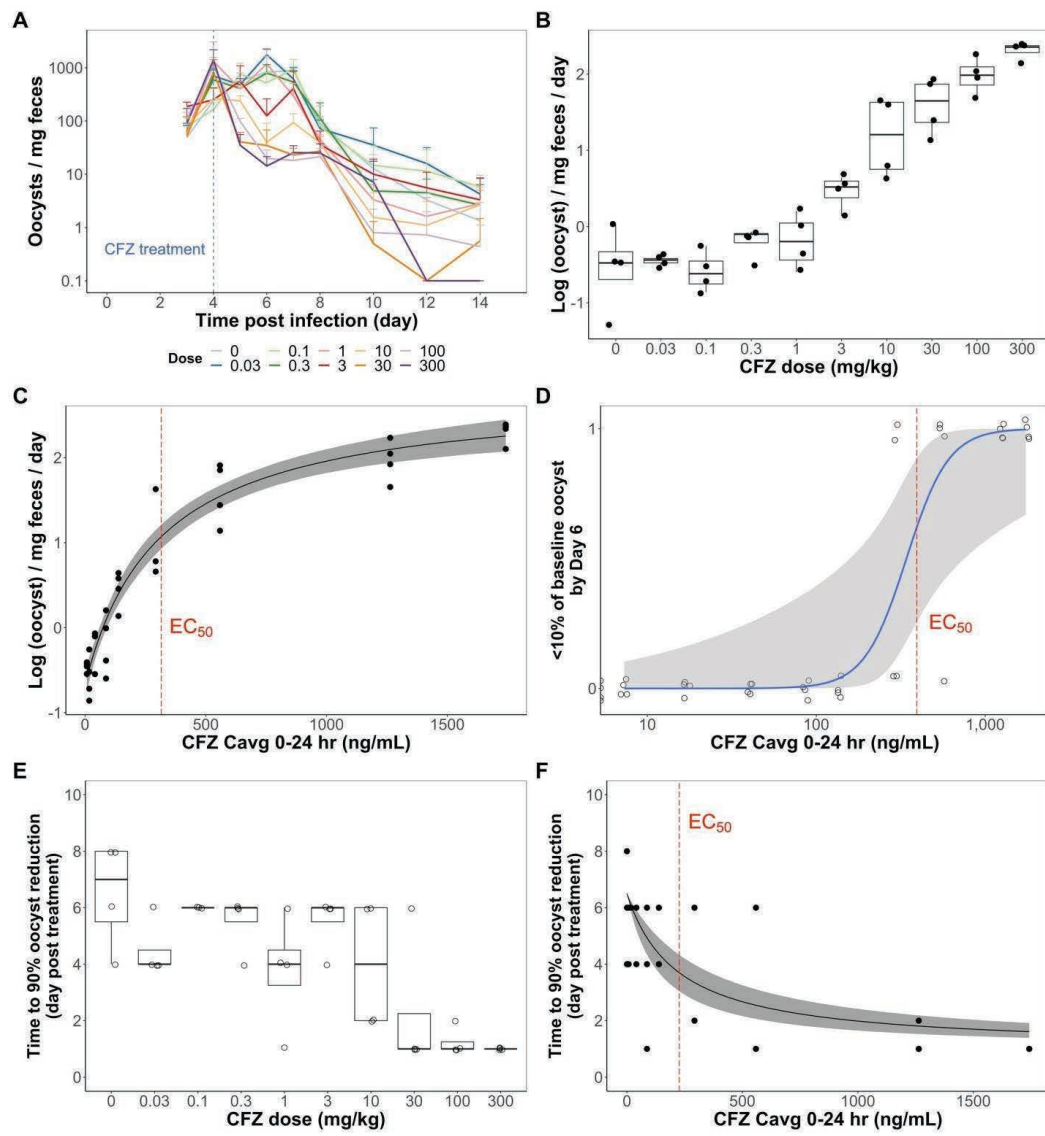 A
Oocysts / mg feces
1000
100
10
1
0.1
CFZ treatment
0 2 4 6 8 10 12 14
Time post infection (day)
Dose
0 0.1 1 10 100
0.03 0.3 3 30 300
B
Log (oocyst) / mg feces / day
2
1
0
-1
0 0.03 0.1 0.3 1 3 10 30 100 300
CFZ dose (mg/kg)
C
Log (oocyst) / mg feces / day
2
1
0
-1
EC50
0 500 1000 1500
CFZ Cavg 0-24 hr (ng/mL)
D
<10% of baseline oocyst
by Day 6
1
0
EC50
10 100 1,000
CFZ Cavg 0-24 hr (ng/mL)
E
Time to 90% oocyst reduction
(day post treatment)
10
8
6
4
2
0
0 0.03 0.1 0.3 1 3 10 30 100 300
CFZ dose (mg/kg)
F
Time to 90% oocyst reduction
(day post treatment)
10
8
6
4
2
0
EC50
0 500 1000 1500
CFZ Cavg 0-24 hr (ng/mL)